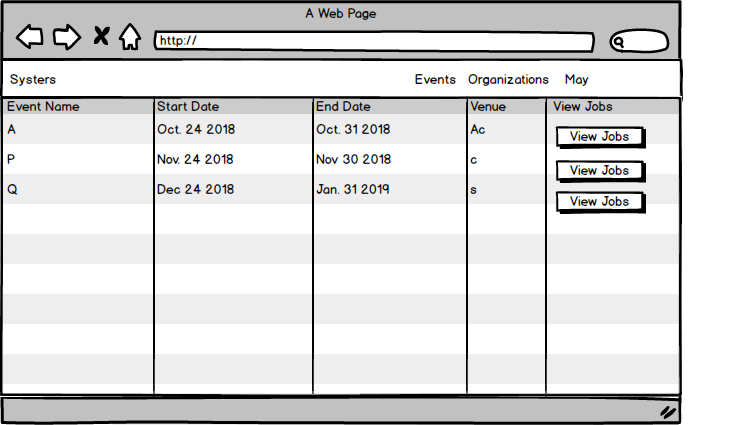 A Web Page
http://
Systers Events Organizations May
Event Name Start Date End Date Venue View Jobs
A Oct. 24 2018 Oct. 31 2018 Ac View Jobs
P Nov. 24 2018 Nov 30 2018 c View Jobs
Q Dec 24 2018 Jan. 31 2019 s View Jobs